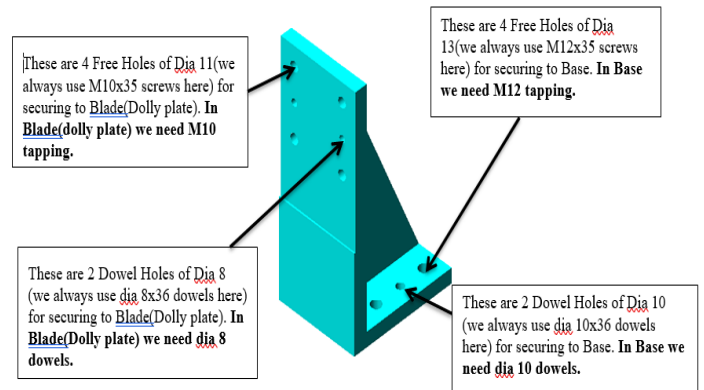 These are 4 Free Holes of Dia 11(we
always use M10x35 screws here) for
securing to Blade(Dolly plate). In
Blade(dolly plate) we need M10
tapping.
These are 4 Free Holes of Dia
13(we always use M12x35 screws
here) for securing to Base. In Base
we need M12 tapping.
These are 2 Dowel Holes of Dia 8
(we always use dia 8x36 dowels here)
for securing to Blade(Dolly plate). In
Blade(Dolly plate) we need dia 8
dowels.
These are 2 Dowel Holes of Dia 10
(we always use dia 10x36 dowels
here) for securing to Base. In Base we
need dia 10 dowels.